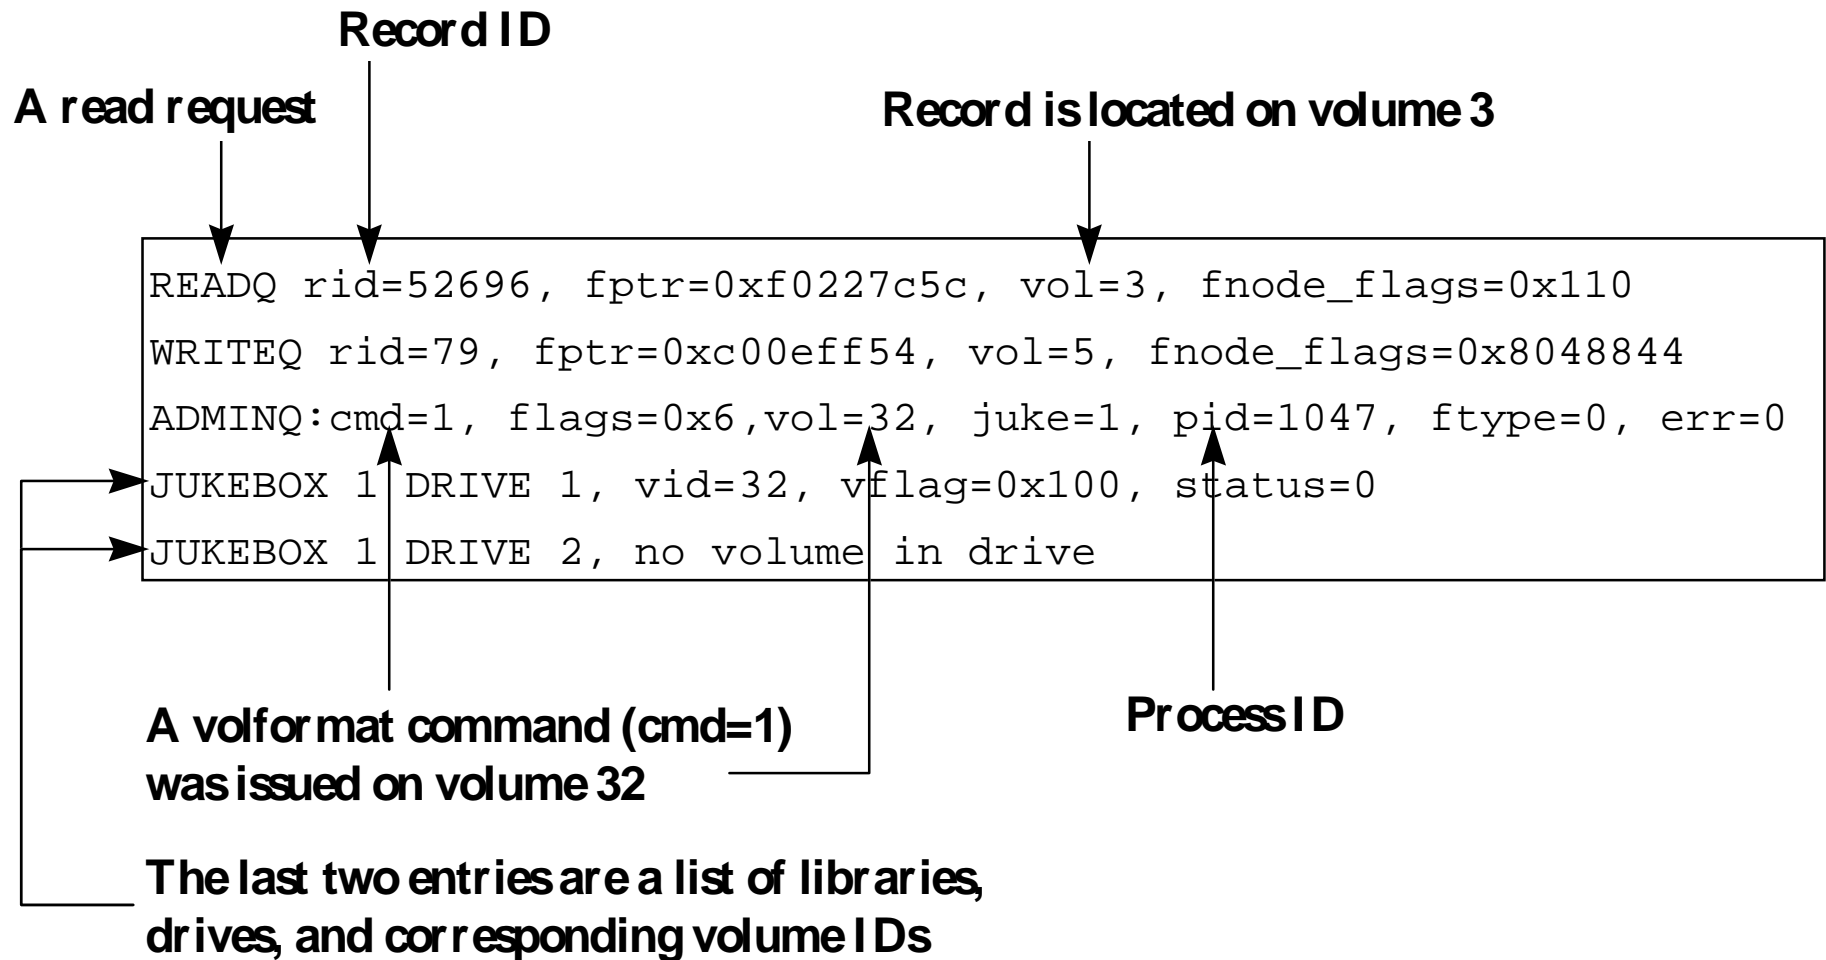 Record ID
A read request
Record is located on volume 3
READQ rid=52696, fptr=0xf0227c5c, vol=3, fnode_flags=0x110
WRITEQ rid=79, fptr=0xc00eff54, vol=5, fnode_flags=0x8048844
ADMINQ:cmd=1, flags=0x6,vol=32, juke=1, pid=1047, ftype=0, err=0
JUKEBOX 1 DRIVE 1, vid=32, vflag=0x100, status=0
JUKEBOX 1 DRIVE 2, no volume in drive
A volformat command (cmd=1)
was issued on volume 32
Process ID
The last two entries are a list of libraries,
drives, and corresponding volume IDs